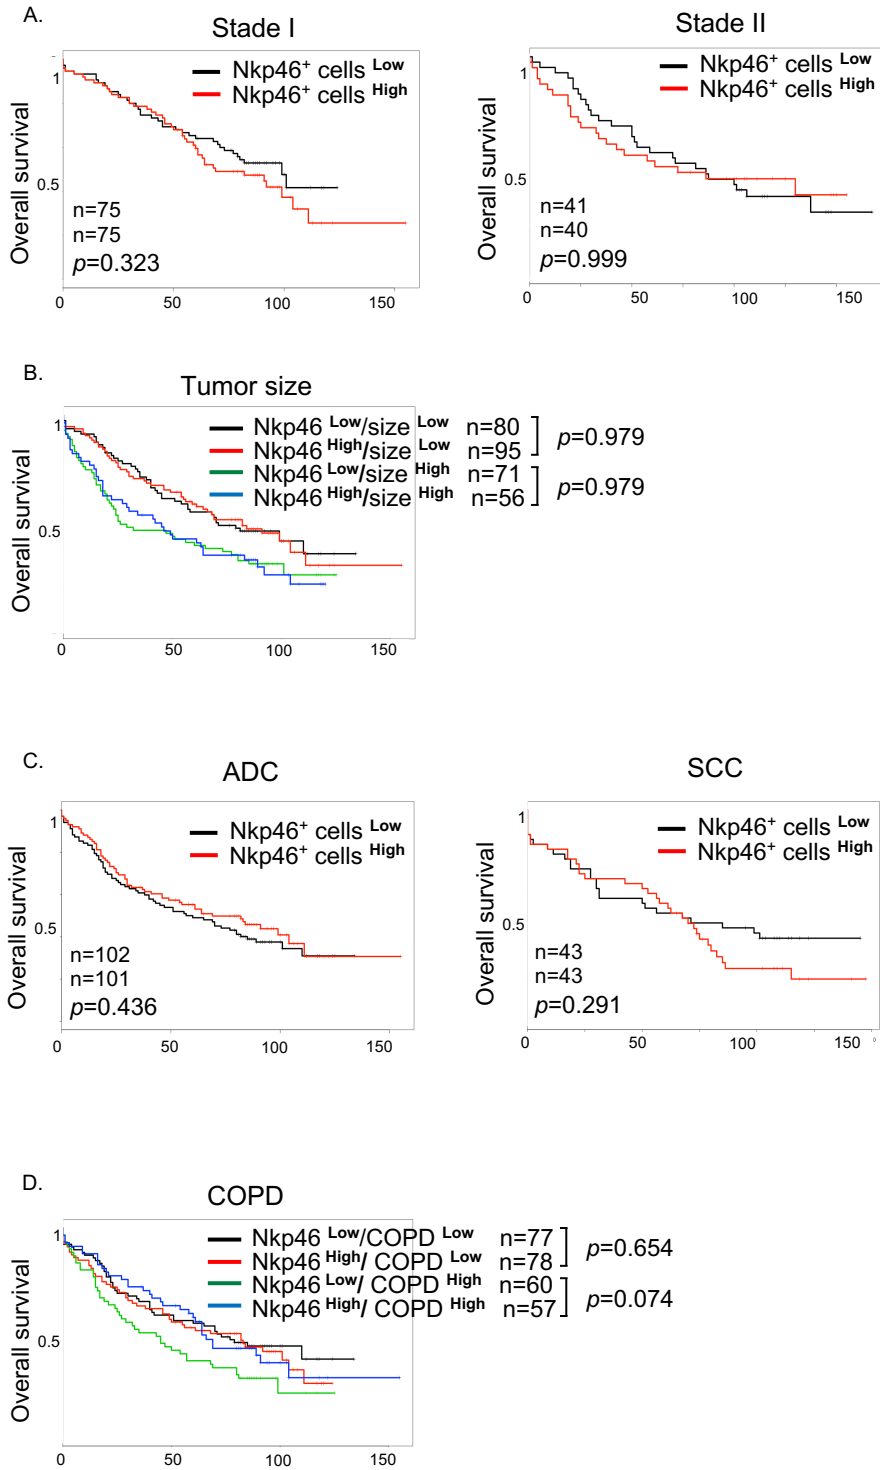 A.
Stade I
Overall survival
1
0.5
Nkp46+ cells Low
Nkp46+ cells High
n=75
n=75
p=0.323
0 50 100 150
Stade II
Overall survival
1
0.5
Nkp46+ cells Low
Nkp46+ cells High
n=41
n=40
p=0.999
0 50 100 150
B.
Tumor size
Overall survival
1
0.5
Nkp46 Low/size Low n=80
Nkp46 High/size Low n=95
p=0.979
Nkp46 Low/size High n=71
Nkp46 High/size High n=56
p=0.979
0 50 100 150
C.
ADC
Overall survival
1
0.5
Nkp46+ cells Low
Nkp46+ cells High
n=102
n=101
p=0.436
0 50 100 150
SCC
Overall survival
1
0.5
Nkp46+ cells Low
Nkp46+ cells High
n=43
n=43
p=0.291
0 50 100 150 0
D.
COPD
Overall survival
1
0.5
Nkp46 Low/COPD Low n=77
Nkp46 High/ COPD Low n=78
p=0.654
Nkp46 Low/ COPD High n=60
Nkp46 High/ COPD High n=57
p=0.074
0 50 100 150